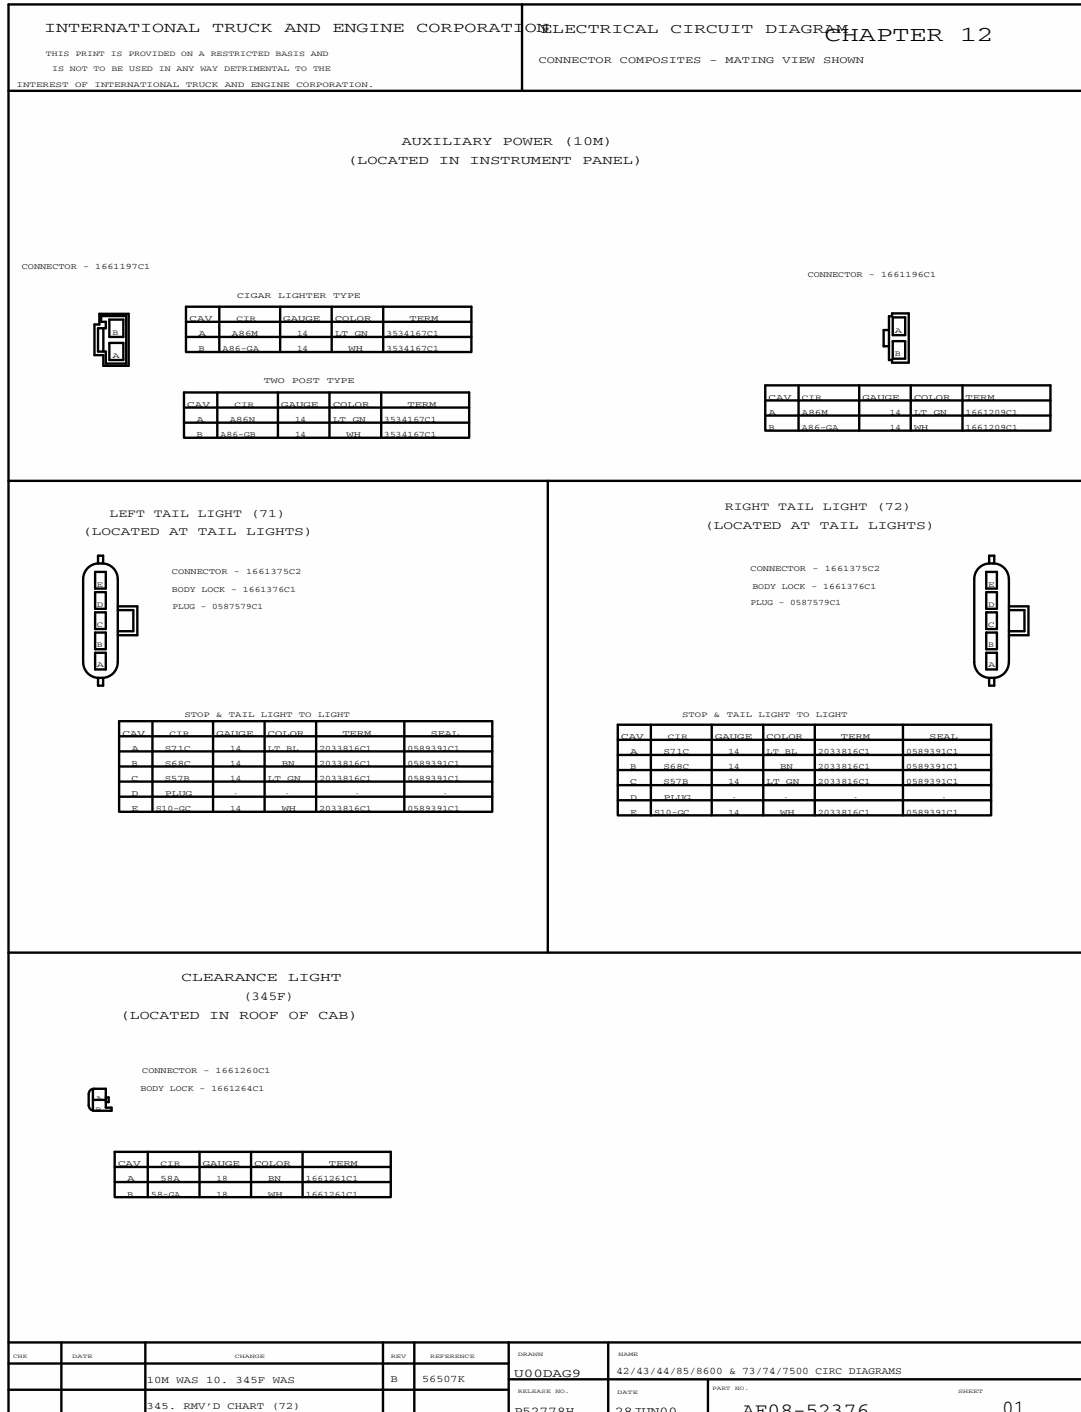 INTERNATIONAL TRUCK AND ENGINE CORPORATION
THIS PRINT IS PROVIDED ON A RESTRICTED BASIS AND
IS NOT TO BE USED IN ANY WAY DETRIMENTAL TO THE
INTEREST OF INTERNATIONAL TRUCK AND ENGINE CORPORATION.
ELECTRICAL CIRCUIT DIAGRAM
CHAPTER 12
CONNECTOR COMPOSITES - MATING VIEW SHOWN
AUXILIARY POWER (10M)
(LOCATED IN INSTRUMENT PANEL)
CONNECTOR - 1661197C1
B
A
CIGAR LIGHTER TYPE
CAV CIR GAUGE COLOR TERM
A A86M 14 LT GN 3534167C1
B A86-GA 14 WH 3534167C1
TWO POST TYPE
CAV CIR GAUGE COLOR TERM
A A86N 14 LT GN 3534167C1
B A86-GB 14 WH 3534167C1
CONNECTOR - 1661196C1
A
B
CAV CIR GAUGE COLOR TERM
A A86M 14 LT GN 1661209C1
B A86-GA 14 WH 1661209C1
LEFT TAIL LIGHT (71)
(LOCATED AT TAIL LIGHTS)
CONNECTOR - 1661375C2
BODY LOCK - 1661376C1
PLUG - 0587579C1
E
D
C
B
A
STOP & TAIL LIGHT TO LIGHT
CAV CIR GAUGE COLOR TERM SEAL
A S71C 14 LT BL 2033816C1 0589391C1
B S68C 14 BN 2033816C1 0589391C1
C S57B 14 LT GN 2033816C1 0589391C1
D PLUG - - - -
E S10-GC 14 WH 2033816C1 0589391C1
RIGHT TAIL LIGHT (72)
(LOCATED AT TAIL LIGHTS)
CONNECTOR - 1661375C2
BODY LOCK - 1661376C1
PLUG - 0587579C1
E
D
C
B
A
STOP & TAIL LIGHT TO LIGHT
CAV CIR GAUGE COLOR TERM SEAL
A S71C 14 LT BL 2033816C1 0589391C1
B S68C 14 BN 2033816C1 0589391C1
C S57B 14 LT GN 2033816C1 0589391C1
D PLUG - - - -
E S10-GC 14 WH 2033816C1 0589391C1
CLEARANCE LIGHT
(345F)
(LOCATED IN ROOF OF CAB)
CONNECTOR - 1661260C1
BODY LOCK - 1661264C1
A
B
CAV CIR GAUGE COLOR TERM
A 58A 18 BN 1661261C1
B 58-GA 18 WH 1661261C1
CHK DATE CHANGE REV REFERENCE
10M WAS 10. 345F WAS B 56507K
345. RMV'D CHART (72)
DRAWN
U00DAG9
NAME
42/43/44/85/8600 & 73/74/7500 CIRC DIAGRAMS
RELEASE NO.
P52778H
DATE
28JUN00
PART NO.
AF08-52376
SHEET
01